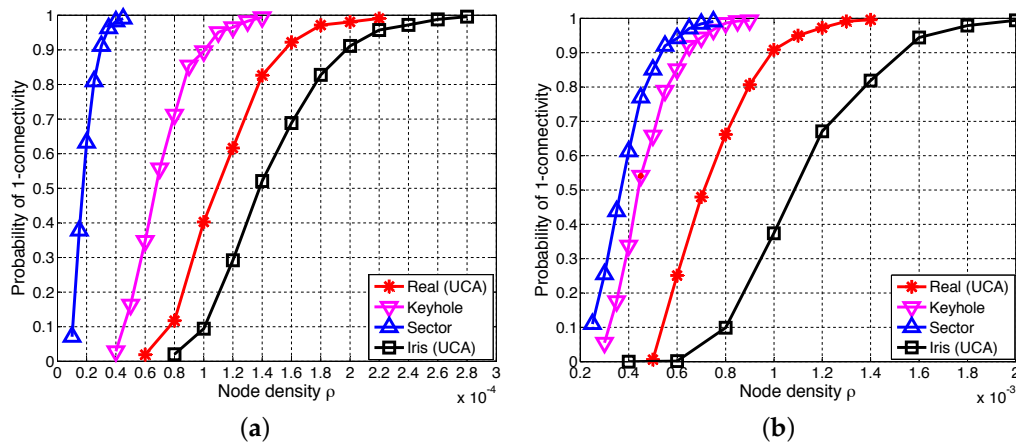 1
0.9
0.8
0.7
0.6
0.5
0.4
0.3
0.2
0.1
0
Probability of 1-connectivity
0 0.2 0.4 0.6 0.8 1 1.2 1.4 1.6 1.8 2 2.2 2.4 2.6 2.8 3
Node density ρ
x 10⁻⁴
Real (UCA)
Keyhole
Sector
Iris (UCA)
(a)
1
0.9
0.8
0.7
0.6
0.5
0.4
0.3
0.2
0.1
0
Probability of 1-connectivity
0.2 0.4 0.6 0.8 1 1.2 1.4 1.6 1.8 2
Node density ρ
x 10⁻³
Real (UCA)
Keyhole
Sector
Iris (UCA)
(b)